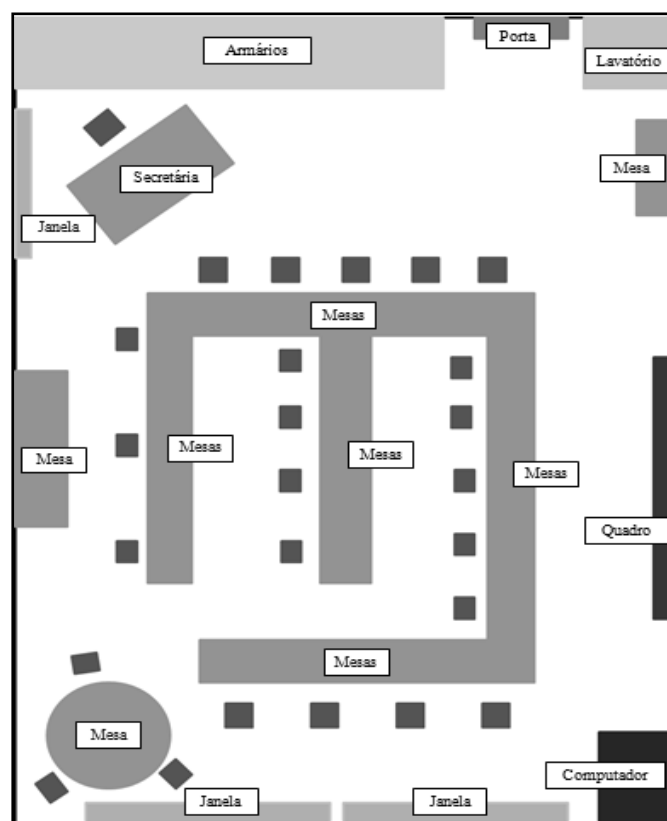 Armários
Porta
Lavatório
Secretária
Mesa
Janela
Mesas
Mesas
Mesas
Mesas
Mesa
Quadro
Mesas
Mesa
Computador
Janela
Janela